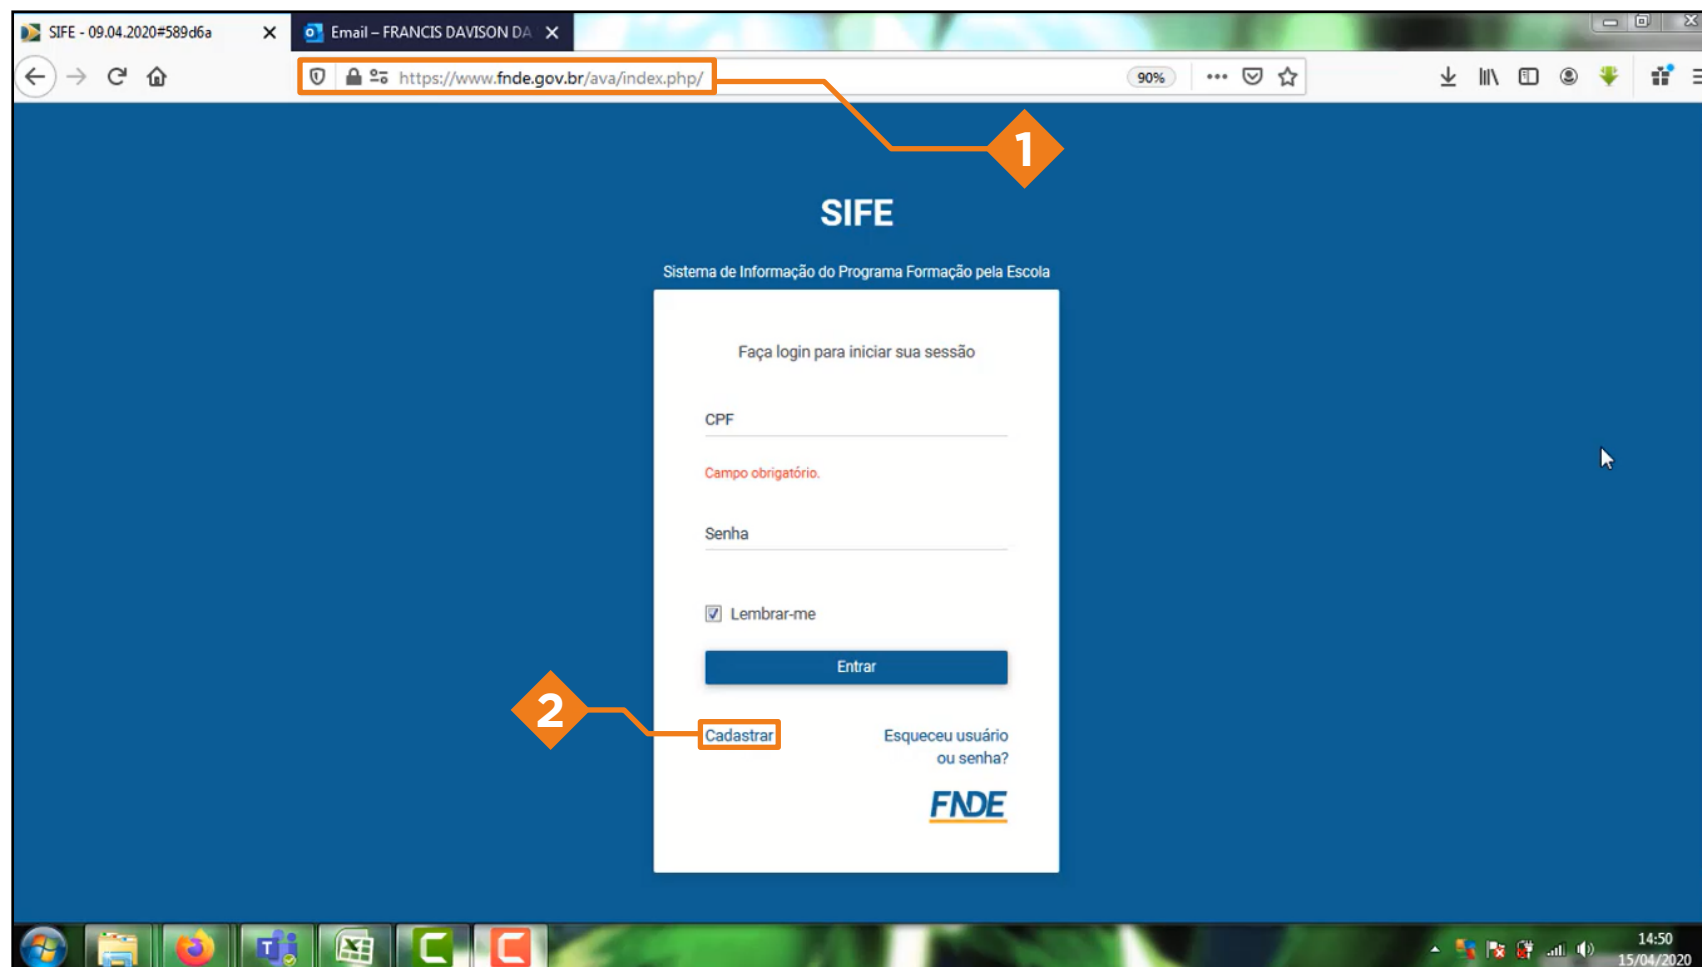 SIFE - 09.04.2020#589d6a
Email – FRANCIS DAVISON DA
https://www.fnde.gov.br/ava/index.php/
90%
1
SIFE
Sistema de Informação do Programa Formação pela Escola
Faça login para iniciar sua sessão
CPF
Campo obrigatório.
Senha
Lembrar-me
Entrar
2
Cadastrar
Esqueceu usuário
ou senha?
FNDE
14:50
15/04/2020